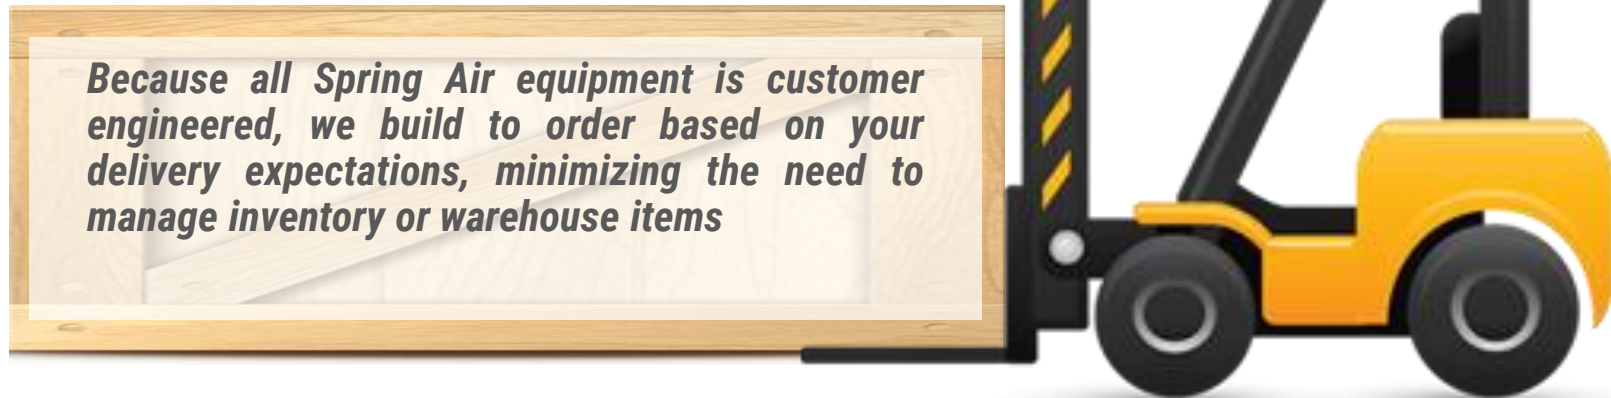 Because all Spring Air equipment is customer
engineered, we build to order based on your
delivery expectations, minimizing the need to
manage inventory or warehouse items